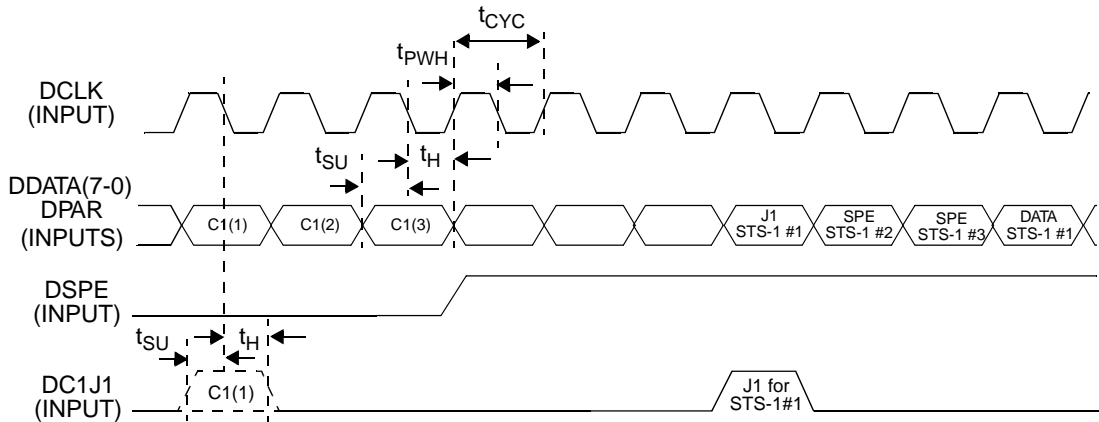 tCYC
tPWH
DCLK
(INPUT)
tSU
tH
DDATA(7-0)
DPAR
(INPUTS)
C1(1)
C1(2)
C1(3)
J1
STS-1 #1
SPE
STS-1 #2
SPE
STS-1 #3
DATA
STS-1 #1
DSPE
(INPUT)
tSU
tH
DC1J1
(INPUT)
C1(1)
J1 for
STS-1#1